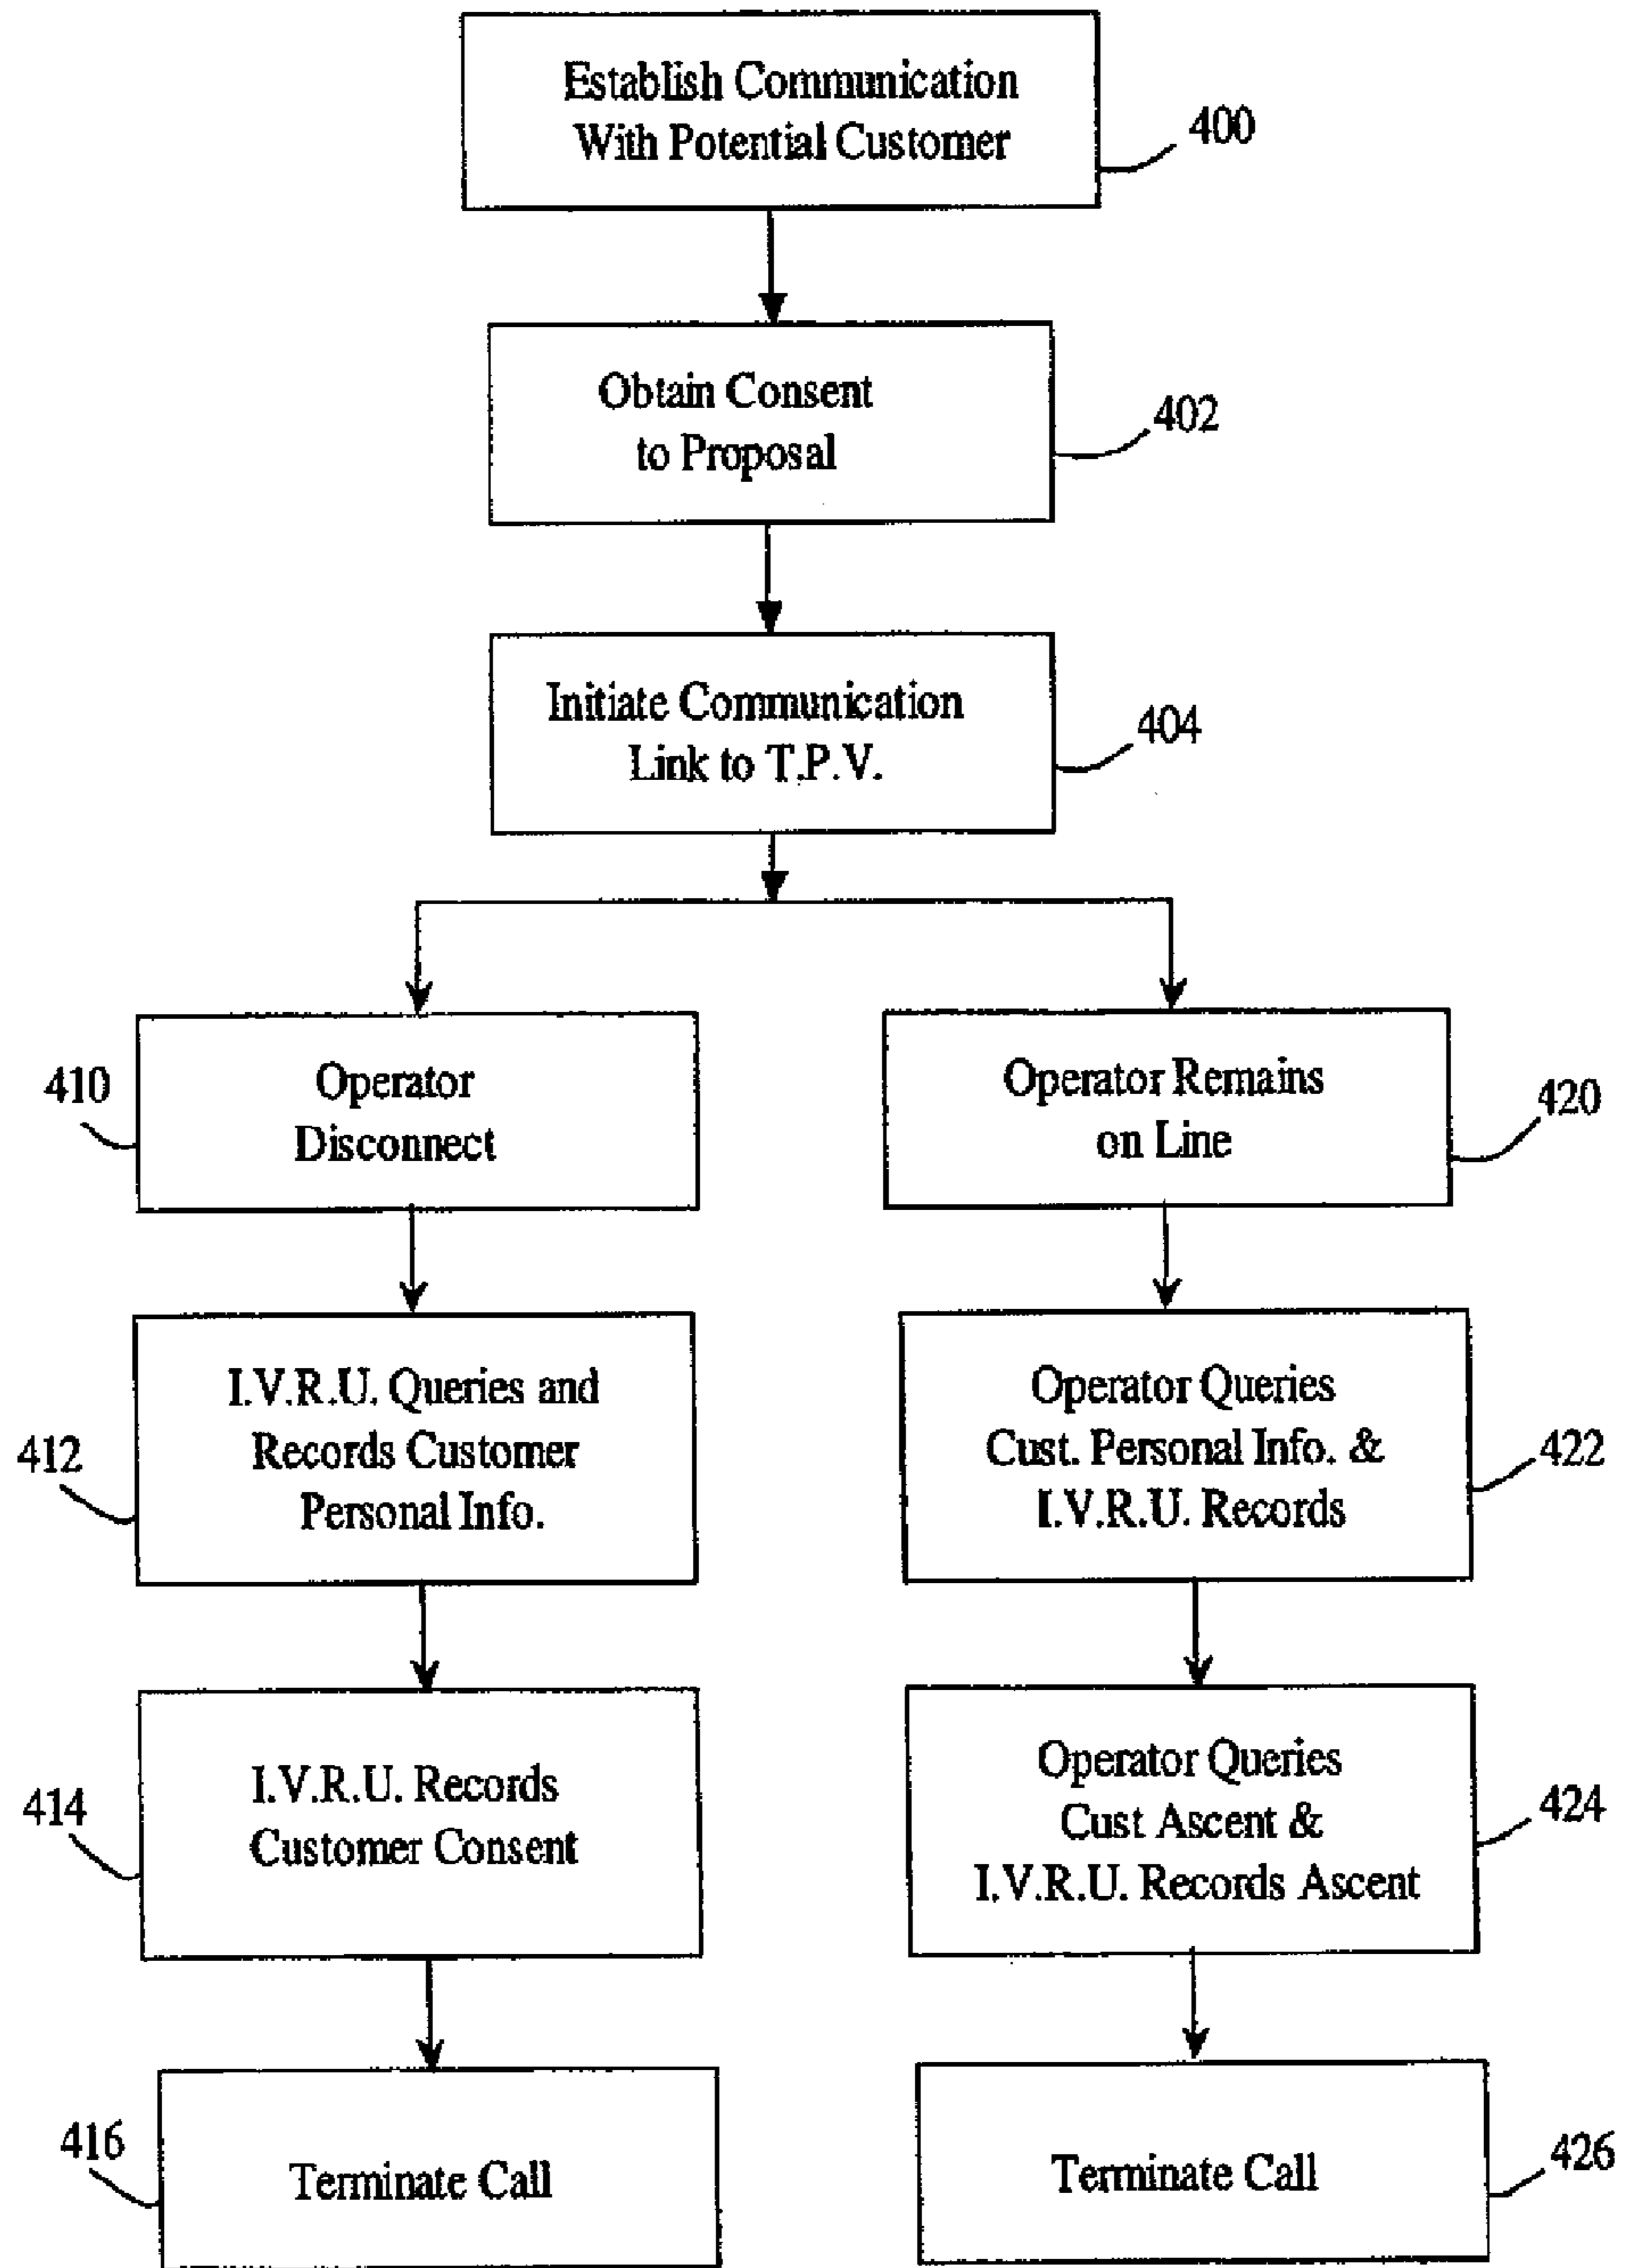 Establish Communication
With Potential Customer
400
Obtain Consent
to Proposal
402
Initiate Communication
Link to T.P.V.
404
410
Operator
Disconnect
Operator Remains
on Line
420
412
I.V.R.U. Queries and
Records Customer
Personal Info.
Operator Queries
Cust. Personal Info. &
I.V.R.U. Records
422
414
I.V.R.U. Records
Customer Consent
Operator Queries
Cust Ascent &
I.V.R.U. Records Ascent
424
416
Terminate Call
Terminate Call
426